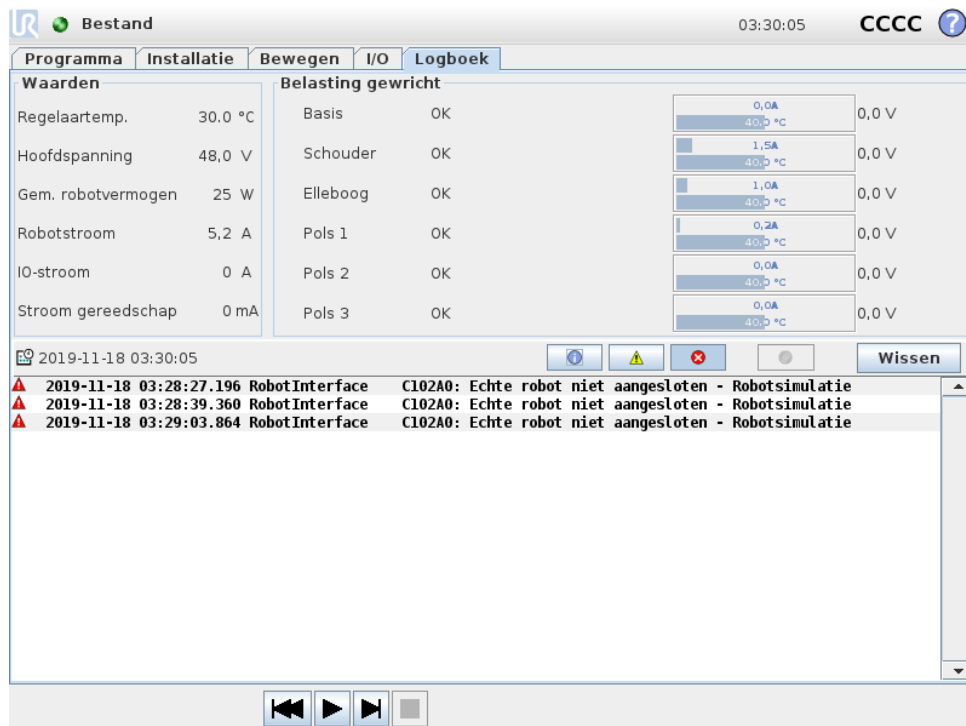 UR Bestand 03:30:05 CCCC ?
Programma Installatie Bewegen I/O Logboek
Waarden
Regelaartemp. 30.0 °C
Hoofdspanning 48,0 V
Gem. robotvermogen 25 W
Robotstroom 5,2 A
IO-stroom 0 A
Stroom gereedschap 0 mA
Belasting gewricht
Basis OK 0,0A 40.0 °C 0,0 V
Schouder OK 1,5A 40.0 °C 0,0 V
Elleboog OK 1,0A 40.0 °C 0,0 V
Pols 1 OK 0,2A 40.0 °C 0,0 V
Pols 2 OK 0,0A 40.0 °C 0,0 V
Pols 3 OK 0,0A 40.0 °C 0,0 V
2019-11-18 03:30:05 Wissen
2019-11-18 03:28:27.196 RobotInterface C102A0: Echte robot niet aangesloten - Robotsimulatie
2019-11-18 03:28:39.360 RobotInterface C102A0: Echte robot niet aangesloten - Robotsimulatie
2019-11-18 03:29:03.864 RobotInterface C102A0: Echte robot niet aangesloten - Robotsimulatie